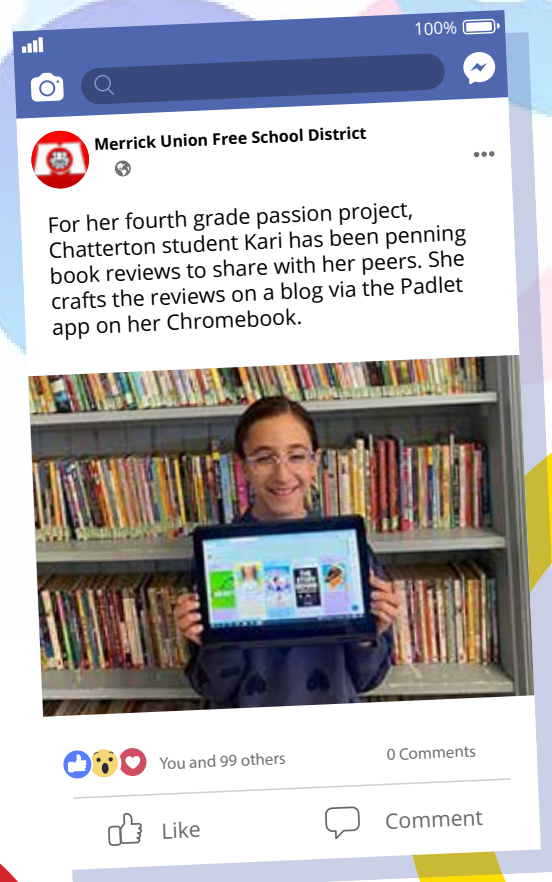 100%
Merrick Union Free School District
For her fourth grade passion project,
Chatterton student Kari has been penning
book reviews to share with her peers. She
crafts the reviews on a blog via the Padlet
app on her Chromebook.
You and 99 others
0 Comments
Like
Comment